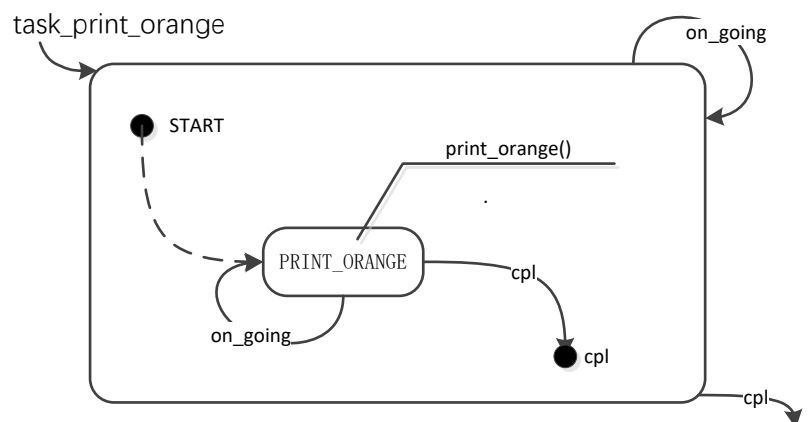 task_print_orange
on_going
START
print_orange()
.
PRINT_ORANGE
cpl
on_going
cpl
cpl